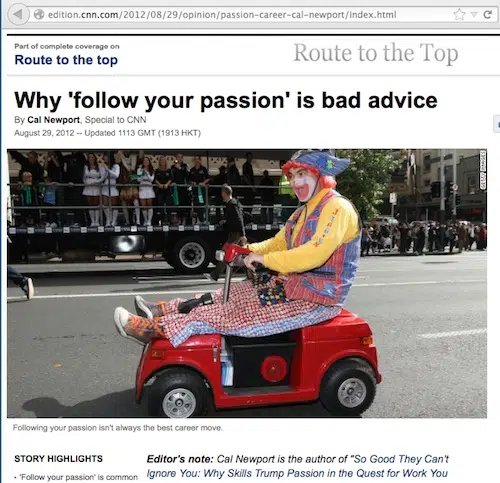 edition.cnn.com/2012/08/29/opinion/passion-career-cal-newport/index.html
Part of complete coverage on
Route to the top
Route to the Top
Why 'follow your passion' is bad advice
By Cal Newport, Special to CNN
August 29, 2012 -- Updated 1113 GMT (1913 HKT)
GETTY IMAGES
Following your passion isn't always the best career move.
STORY HIGHLIGHTS
• 'Follow your passion' is common
Editor's note: Cal Newport is the author of "So Good They Can't
Ignore You: Why Skills Trump Passion in the Quest for Work You